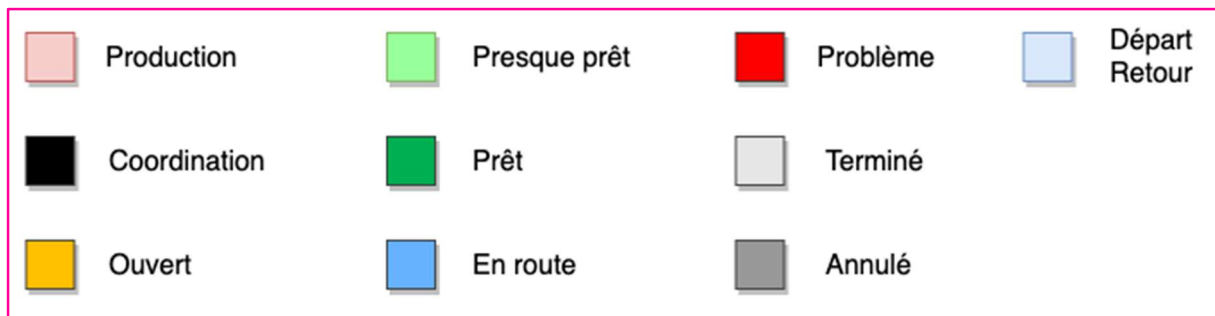 Production
Presque prêt
Problème
Départ
Retour
Coordination
Prêt
Terminé
Ouvert
En route
Annulé